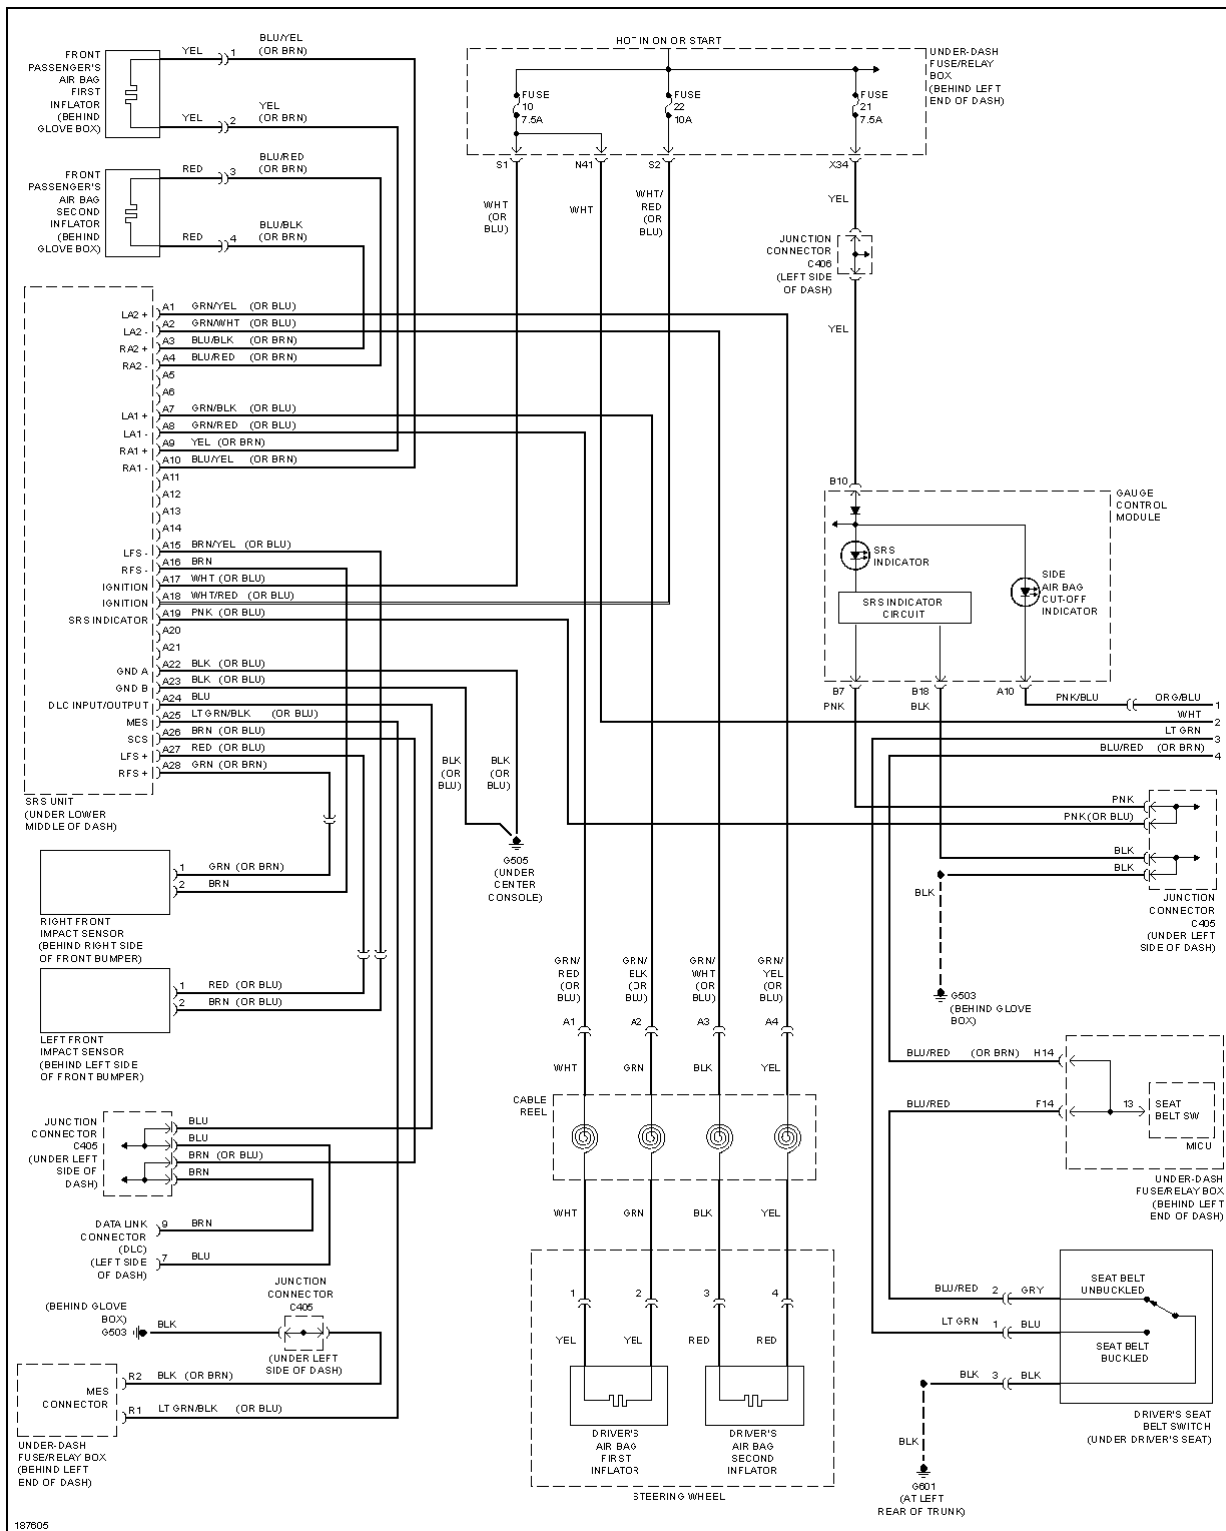 HOT IN ON OR START
FRONT
PASSENGER'S
AIR BAG
FIRST
INFLATOR
(BEHIND
GLOVE BOX)
YEL 1 BLU/YEL
(OR BRN)
YEL 2 YEL
(OR BRN)
FRONT
PASSENGER'S
AIR BAG
SECOND
INFLATOR
(BEHIND
GLOVE BOX)
RED 3 BLU/RED
(OR BRN)
RED 4 BLU/BLK
(OR BRN)
FUSE
10
7.5A
FUSE
22
10A
FUSE
21
7.5A
UNDER-DASH
FUSE/RELAY
BOX
(BEHIND LEFT
END OF DASH)
S1 N41 S2 X34
WHT
(OR
BLU)
WHT
WHT/
RED
(OR
BLU)
YEL
JUNCTION
CONNECTOR
C406
(LEFT SIDE
OF DASH)
YEL
LA2 + A1 GRN/YEL (OR BLU)
LA2 - A2 GRN/WHT (OR BLU)
RA2 + A3 BLU/BLK (OR BRN)
RA2 - A4 BLU/RED (OR BRN)
A5
A6
LA1 + A7 GRN/BLK (OR BLU)
LA1 - A8 GRN/RED (OR BLU)
RA1 + A9 YEL (OR BRN)
RA1 - A10 BLU/YEL (OR BRN)
A11
A12
A13
A14
LFS - A15 BRN/YEL (OR BLU)
RFS - A16 BRN
IGNITION A17 WHT (OR BLU)
IGNITION A18 WHT/RED (OR BLU)
SRS INDICATOR A19 PNK (OR BLU)
A20
A21
GND A A22 BLK (OR BLU)
GND B A23 BLK (OR BLU)
DLC INPUT/OUTPUT A24 BLU
MES A25 LT GRN/BLK (OR BLU)
SCS A26 BRN (OR BLU)
LFS + A27 RED (OR BLU)
RFS + A28 GRN (OR BRN)
SRS UNIT
(UNDER LOWER
MIDDLE OF DASH)
B10
GAUGE
CONTROL
MODULE
SRS
INDICATOR
SRS INDICATOR
CIRCUIT
SIDE
AIR BAG
CUT-OFF
INDICATOR
B7 B18 A10
PNK BLK PNK/BLU ORG/BLU 1
WHT 2
LT GRN 3
BLU/RED (OR BRN) 4
BLK
(OR
BLU)
BLK
(OR
BLU)
G505
(UNDER
CENTER
CONSOLE)
PNK
PNK (OR BLU)
BLK
BLK
JUNCTION
CONNECTOR
C405
(UNDER LEFT
SIDE OF DASH)
BLK
G503
(BEHIND GLOVE
BOX)
1 GRN (OR BRN)
2 BRN
RIGHT FRONT
IMPACT SENSOR
(BEHIND RIGHT SIDE
OF FRONT BUMPER)
1 RED (OR BLU)
2 BRN (OR BLU)
LEFT FRONT
IMPACT SENSOR
(BEHIND LEFT SIDE
OF FRONT BUMPER)
GRN/
RED
(OR
BLU)
GRN/
BLK
(OR
BLU)
GRN/
WHT
(OR
BLU)
GRN/
YEL
(OR
BLU)
A1 A2 A3 A4
WHT GRN BLK YEL
CABLE
REEL
WHT GRN BLK YEL
1 2 3 4
YEL YEL RED RED
DRIVER'S
AIR BAG
FIRST
INFLATOR
DRIVER'S
AIR BAG
SECOND
INFLATOR
STEERING WHEEL
BLU/RED (OR BRN) H14
BLU/RED F14
13
SEAT
BELT SW
MICU
UNDER-DASH
FUSE/RELAY BOX
(BEHIND LEFT
END OF DASH)
JUNCTION
CONNECTOR
C405
(UNDER LEFT
SIDE OF
DASH)
BLU
BLU
BRN (OR BLU)
BRN
DATA LINK
CONNECTOR
(DLC)
(LEFT SIDE
OF DASH)
9 BRN
7 BLU
JUNCTION
CONNECTOR
C405
(UNDER LEFT
SIDE OF DASH)
(BEHIND GLOVE
BOX)
G503
BLK
MES
CONNECTOR
R2 BLK (OR BRN)
R1 LT GRN/BLK (OR BLU)
UNDER-DASH
FUSE/RELAY BOX
(BEHIND LEFT
END OF DASH)
BLU/RED 2 GRY
LT GRN 1 BLU
BLK 3 BLK
SEAT BELT
UNBUCKLED
SEAT BELT
BUCKLED
DRIVER'S SEAT
BELT SWITCH
(UNDER DRIVER'S SEAT)
BLK
G601
(AT LEFT
REAR OF TRUNK)
187605